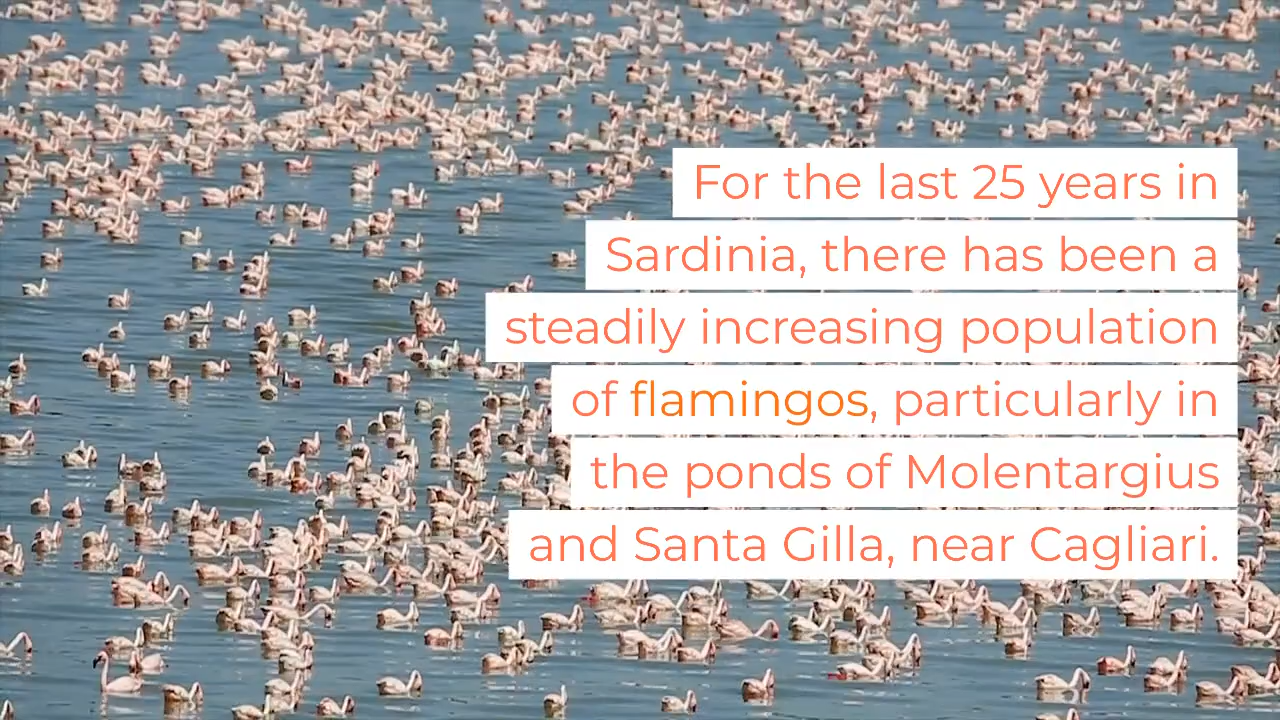 For the last 25 years in
Sardinia, there has been a
steadily increasing population
of flamingos, particularly in
the ponds of Molentargius
and Santa Gilla, near Cagliari.